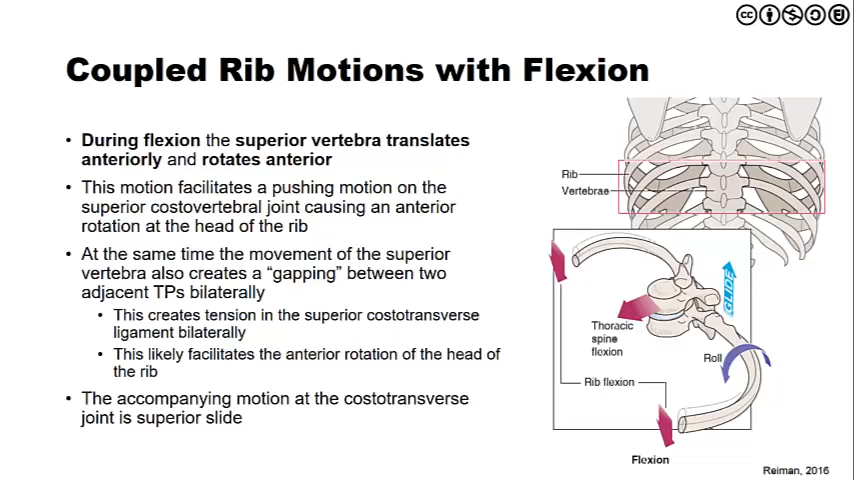 Coupled Rib Motions with Flexion
• During flexion the superior vertebra translates
anteriorly and rotates anterior
• This motion facilitates a pushing motion on the
superior costovertebral joint causing an anterior
rotation at the head of the rib
• At the same time the movement of the superior
vertebra also creates a “gapping” between two
adjacent TPs bilaterally
• This creates tension in the superior costotransverse
ligament bilaterally
• This likely facilitates the anterior rotation of the head of
the rib
• The accompanying motion at the costotransverse
joint is superior slide
Rib
Vertebrae
GLIDE
Thoracic
spine
flexion
Roll
Rib flexion
Flexion
Reiman, 2016